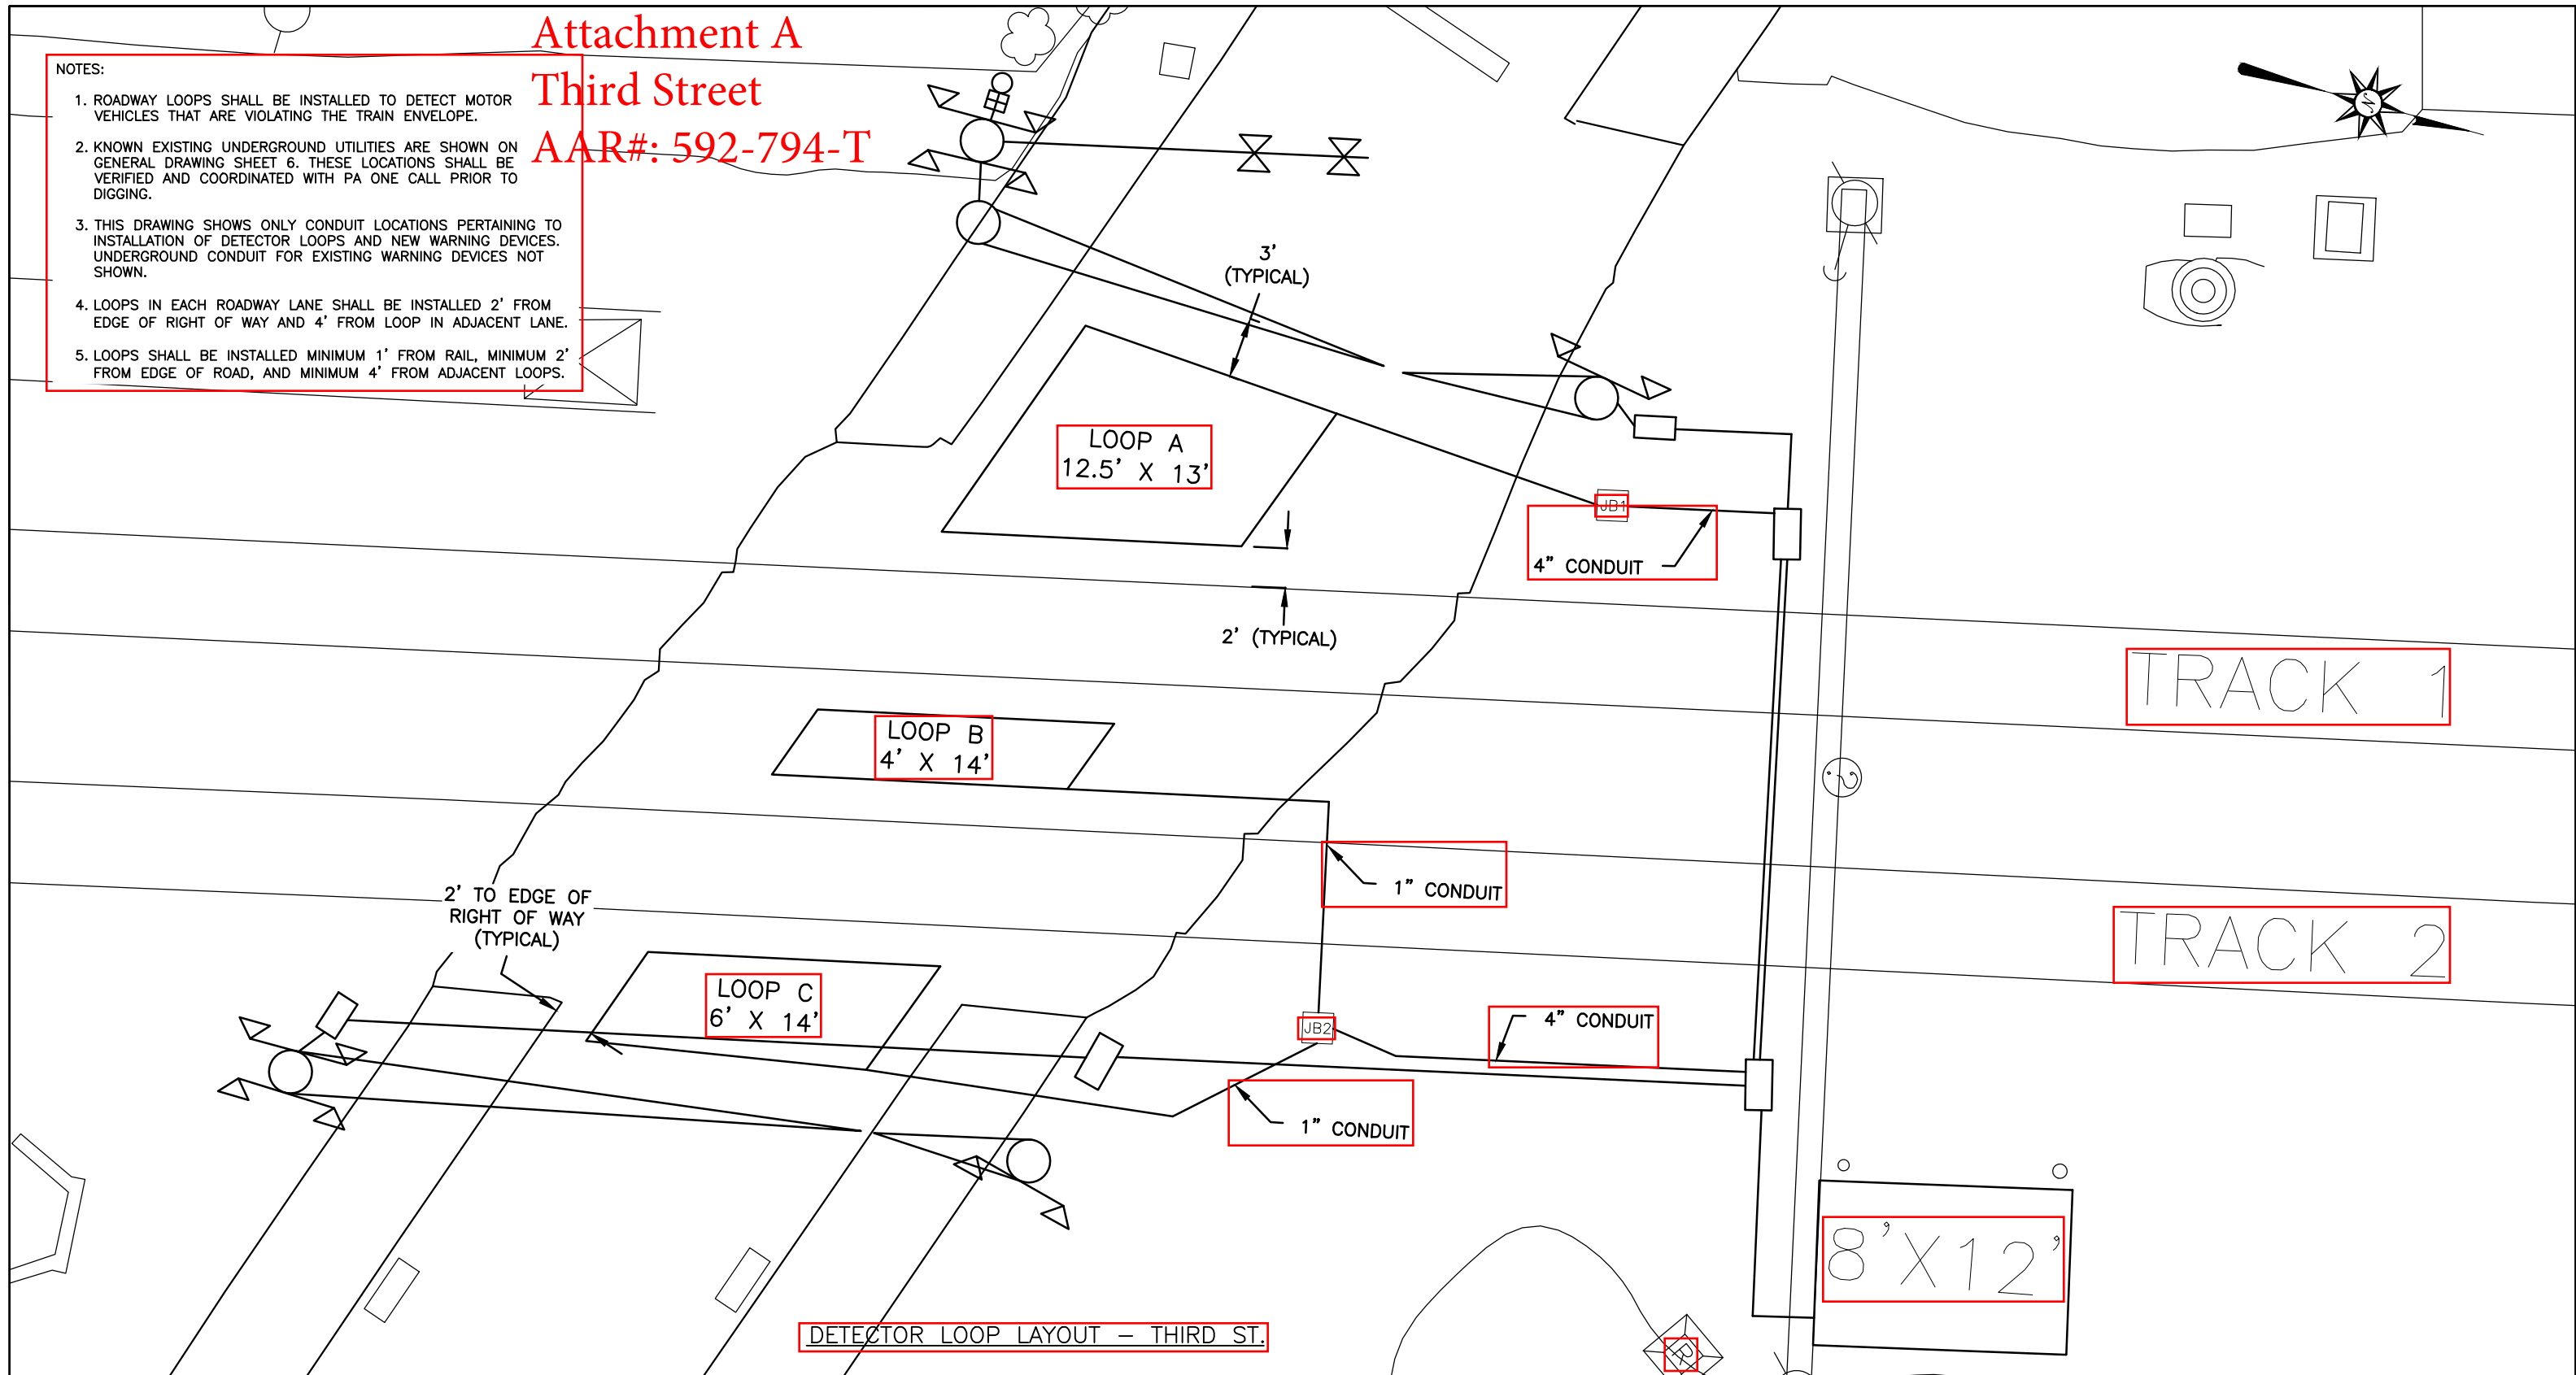 Attachment A
Third Street
AAR#: 592-794-T
NOTES:
1. ROADWAY LOOPS SHALL BE INSTALLED TO DETECT MOTOR
VEHICLES THAT ARE VIOLATING THE TRAIN ENVELOPE.
2. KNOWN EXISTING UNDERGROUND UTILITIES ARE SHOWN ON
GENERAL DRAWING SHEET 6. THESE LOCATIONS SHALL BE
VERIFIED AND COORDINATED WITH PA ONE CALL PRIOR TO
DIGGING.
3. THIS DRAWING SHOWS ONLY CONDUIT LOCATIONS PERTAINING TO
INSTALLATION OF DETECTOR LOOPS AND NEW WARNING DEVICES.
UNDERGROUND CONDUIT FOR EXISTING WARNING DEVICES NOT
SHOWN.
4. LOOPS IN EACH ROADWAY LANE SHALL BE INSTALLED 2' FROM
EDGE OF RIGHT OF WAY AND 4' FROM LOOP IN ADJACENT LANE.
5. LOOPS SHALL BE INSTALLED MINIMUM 1' FROM RAIL, MINIMUM 2'
FROM EDGE OF ROAD, AND MINIMUM 4' FROM ADJACENT LOOPS.
N
3'
(TYPICAL)
LOOP A
12.5' X 13'
JB1
4" CONDUIT
2' (TYPICAL)
TRACK 1
LOOP B
4' X 14'
1" CONDUIT
2' TO EDGE OF
RIGHT OF WAY
(TYPICAL)
TRACK 2
LOOP C
6' X 14'
JB2
4" CONDUIT
1" CONDUIT
8'X12'
DETECTOR LOOP LAYOUT – THIRD ST.
R